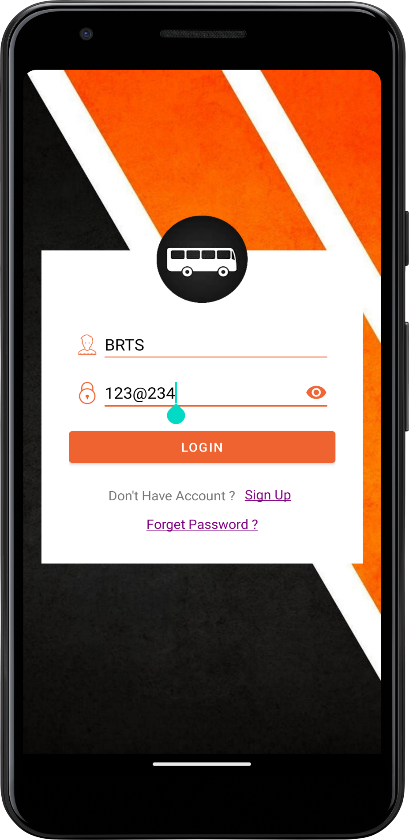 BRTS
123@234
LOGIN
Don't Have Account ? Sign Up
Forget Password ?